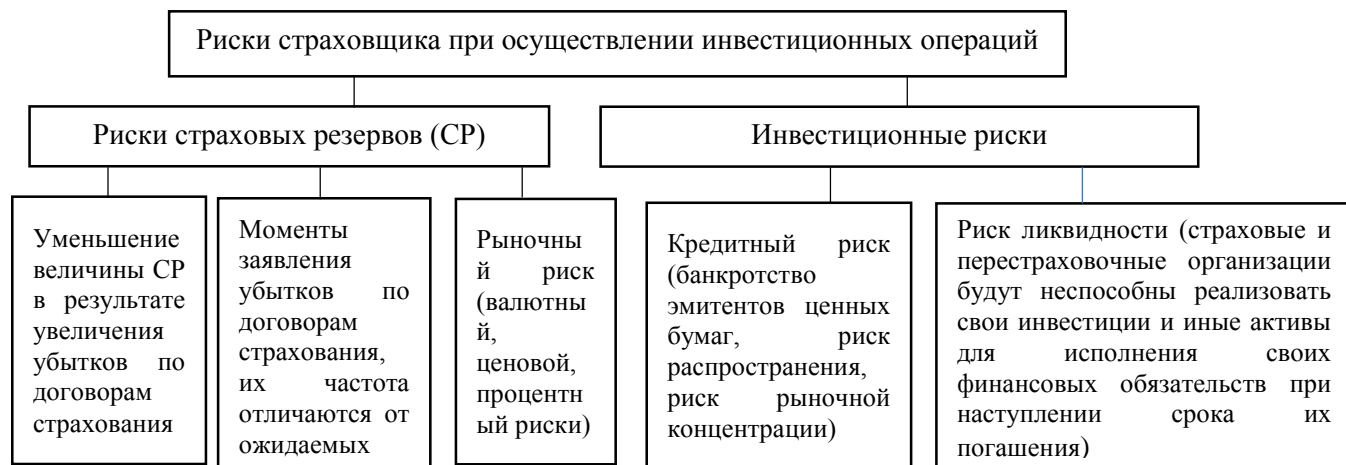 Риски страховщика при осуществлении инвестиционных операций
Риски страховых резервов (СР)
Инвестиционные риски
Уменьшение
величины СР
в результате
увеличения
убытков по
договорам
страхования
Моменты
заявления
убытков по
договорам
страхования,
их частота
отличаются от
ожидаемых
Рыночны
й риск
(валютны
й,
ценовой,
процентн
ый риски)
Кредитный риск
(банкротство
эмитентов ценных
бумаг, риск
распространения,
риск рыночной
концентрации)
Риск ликвидности (страховые и
перестраховочные организации
будут неспособны реализовать
свои инвестиции и иные активы
для исполнения своих
финансовых обязательств при
наступлении срока их
погашения)